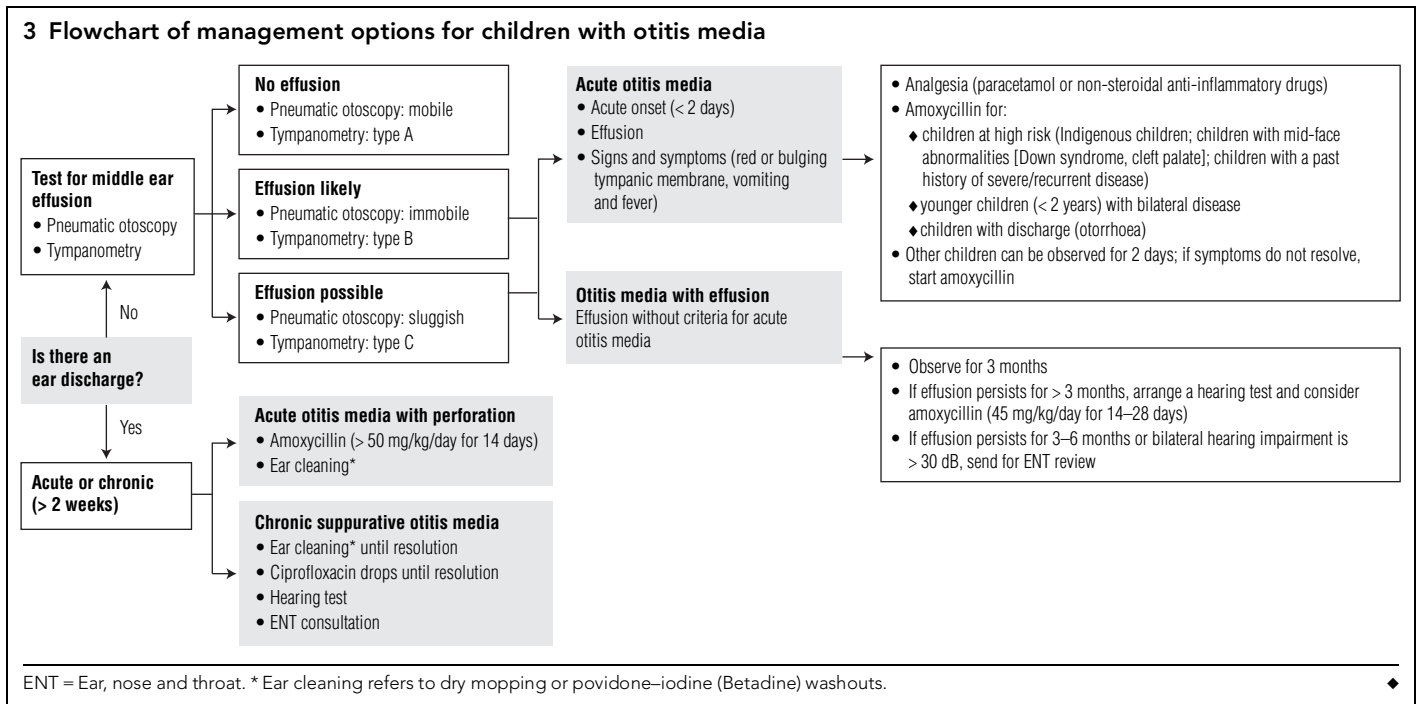 3 Flowchart of management options for children with otitis media
Is there an
ear discharge?
No
Test for middle ear
effusion
• Pneumatic otoscopy
• Tympanometry
No effusion
• Pneumatic otoscopy: mobile
• Tympanometry: type A
Effusion likely
• Pneumatic otoscopy: immobile
• Tympanometry: type B
Effusion possible
• Pneumatic otoscopy: sluggish
• Tympanometry: type C
Acute otitis media
• Acute onset (< 2 days)
• Effusion
• Signs and symptoms (red or bulging
tympanic membrane, vomiting
and fever)
• Analgesia (paracetamol or non-steroidal anti-inflammatory drugs)
• Amoxycillin for:
♦ children at high risk (Indigenous children; children with mid-face
abnormalities [Down syndrome, cleft palate]; children with a past
history of severe/recurrent disease)
♦ younger children (< 2 years) with bilateral disease
♦ children with discharge (otorrhoea)
• Other children can be observed for 2 days; if symptoms do not resolve,
start amoxycillin
Otitis media with effusion
Effusion without criteria for acute
otitis media
• Observe for 3 months
• If effusion persists for > 3 months, arrange a hearing test and consider
amoxycillin (45 mg/kg/day for 14–28 days)
• If effusion persists for 3–6 months or bilateral hearing impairment is
> 30 dB, send for ENT review
Yes
Acute or chronic
(> 2 weeks)
Acute otitis media with perforation
• Amoxycillin (> 50 mg/kg/day for 14 days)
• Ear cleaning*
Chronic suppurative otitis media
• Ear cleaning* until resolution
• Ciprofloxacin drops until resolution
• Hearing test
• ENT consultation
ENT = Ear, nose and throat. * Ear cleaning refers to dry mopping or povidone–iodine (Betadine) washouts. ◆